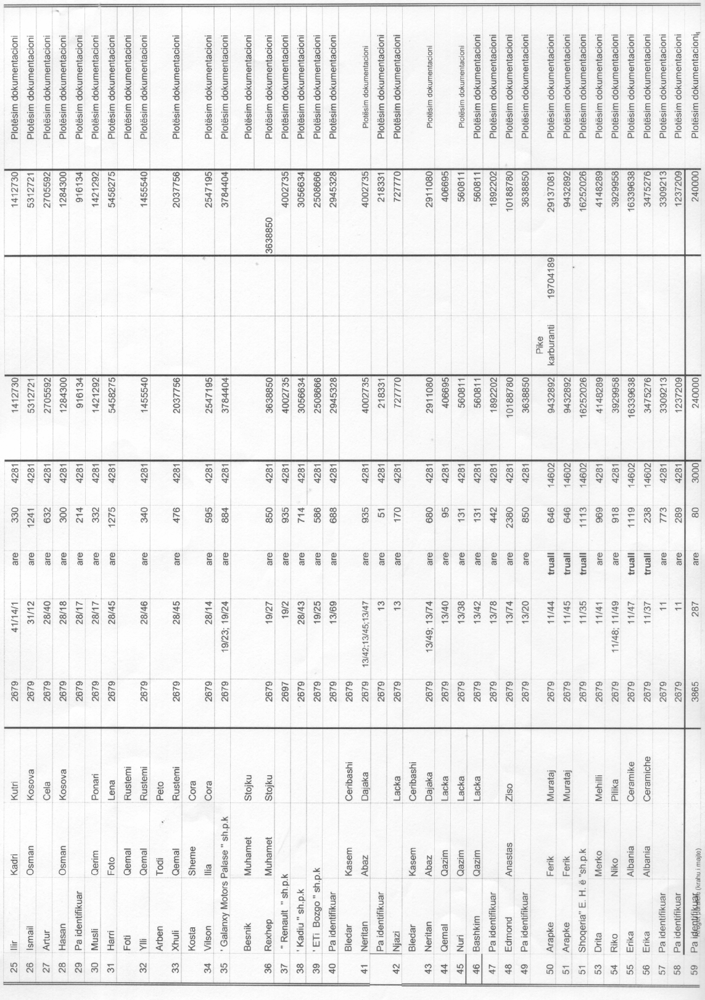 25 Ilir Kadri Kutri 2679 41/14/1 are 330 4281 1412730 1412730 Plotësim dokumentacioni
26 Ismail Osman Kosova 2679 31/12 are 1241 4281 5312721 5312721 Plotësim dokumentacioni
27 Artur Cela 2679 28/40 are 632 4281 2705592 2705592 Plotësim dokumentacioni
28 Hasan Osman Kosova 2679 28/18 are 300 4281 1284300 1284300 Plotësim dokumentacioni
29 Pa identifikuar 2679 28/17 are 214 4281 916134 916134 Plotësim dokumentacioni
30 Musli Qerim Ponari 2679 28/17 are 332 4281 1421292 1421292 Plotësim dokumentacioni
31 Harri Foto Lena 2679 28/45 are 1275 4281 5458275 5458275 Plotësim dokumentacioni
Foti Qemal Rustemi Plotësim dokumentacioni
32 Ylli Qemal Rustemi 2679 28/46 are 340 4281 1455540 1455540 Plotësim dokumentacioni
Arben Todi Peto
33 Xhuli Qemal Rustemi 2679 28/45 are 476 4281 2037756 2037756 Plotësim dokumentacioni
Kosta Sheme Cora
34 Vilson Ilia Cora 2679 28/14 are 595 4281 2547195 2547195 Plotësim dokumentacioni
35 ' Galanxy Motors Palase " sh.p.k 2679 19/23; 19/24 are 884 4281 3784404 3784404 Plotësim dokumentacioni
Besnik Muhamet Stojku Plotësim dokumentacioni
36 Rexhep Muhamet Stojku 2679 19/27 are 850 4281 3638850 3638850 Plotësim dokumentacioni
37 " Renault " sh.p.k 2697 19/2 are 935 4281 4002735 4002735 Plotësim dokumentacioni
38 ' Kadiu " sh.p.k 2679 28/43 are 714 4281 3056634 3056634 Plotësim dokumentacioni
39 ' ETi Bozgo " sh.p.k 2679 19/25 are 586 4281 2508666 2508666 Plotësim dokumentacioni
40 Pa identifikuar 2679 13/69 are 688 4281 2945328 2945328 Plotësim dokumentacioni
Bledar Kasem Ceribashi 2679
41 Neritan Abaz Dajaka 2679 13/42;13/45;13/47 are 935 4281 4002735 4002735 Plotësim dokumentacioni
Pa identifikuar 2679 13 are 51 4281 218331 218331 Plotësim dokumentacioni
42 Njazi Lacka 2679 13 are 170 4281 727770 727770 Plotësim dokumentacioni
Bledar Kasem Ceribashi
43 Neritan Abaz Dajaka 2679 13/49; 13/74 are 680 4281 2911080 2911080 Plotësim dokumentacioni
44 Qemal Qazim Lacka 2679 13/40 are 95 4281 406695 406695
45 Nuri Qazim Lacka 2679 13/38 are 131 4281 560811 560811 Plotësim dokumentacioni
46 Bashkim Qazim Lacka 2679 13/42 are 131 4281 560811 560811 Plotësim dokumentacioni
47 Pa identifikuar 2679 13/78 are 442 4281 1892202 1892202 Plotësim dokumentacioni
48 Edmond Anastas Ziso 2679 13/74 are 2380 4281 10188780 10188780 Plotësim dokumentacioni
49 Pa identifikuar 2679 13/20 are 850 4281 3638850 3638850 Plotësim dokumentacioni
Pike
50 Arapke Ferik Murataj 2679 11/44 truall 646 14602 9432892 karburanti 19704189 29137081 Plotësim dokumentacioni
51 Arapke Ferik Murataj 2679 11/45 truall 646 14602 9432892 9432892 Plotësim dokumentacioni
51 Shoqeria" E. H. ë "sh.p.k 2679 11/35 truall 1113 14602 16252026 16252026 Plotësim dokumentacioni
53 Drita Merko Mehilli 2679 11/41 are 969 4281 4148289 4148289 Plotësim dokumentacioni
54 Riko Niko Pilika 2679 11/48; 11/49 are 918 4281 3929958 3929958 Plotësim dokumentacioni
55 Erika Albania Ceramike 2679 11/47 truall 1119 14602 16339638 16339638 Plotësim dokumentacioni
56 Erika Albania Ceramiche 2679 11/37 truall 238 14602 3475276 3475276 Plotësim dokumentacioni
57 Pa identifikuar 2679 11 are 773 4281 3309213 3309213 Plotësim dokumentacioni
58 Pa identifikuar 2679 11 are 289 4281 1237209 1237209 Plotësim dokumentacioni
59 Pa identifikuar 3865 287 are 80 3000 240000 240000 Plotësim dokumentacioni
(krahu i majte)
4